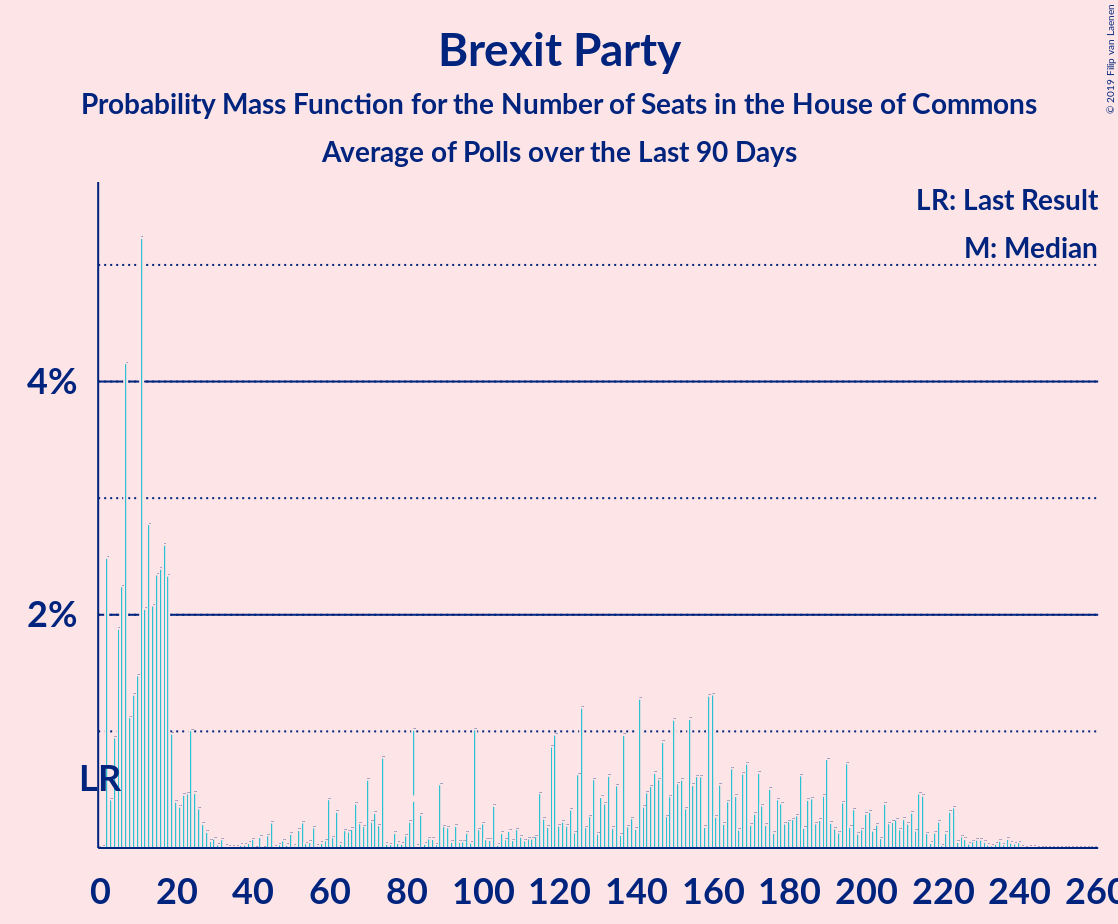 Brexit Party
Probability Mass Function for the Number of Seats in the House of Commons
Average of Polls over the Last 90 Days
© 2019 Filip van Laenen
LR: Last Result
M: Median
4%
2%
LR
0 20 40 60 80 100 120 140 160 180 200 220 240 260